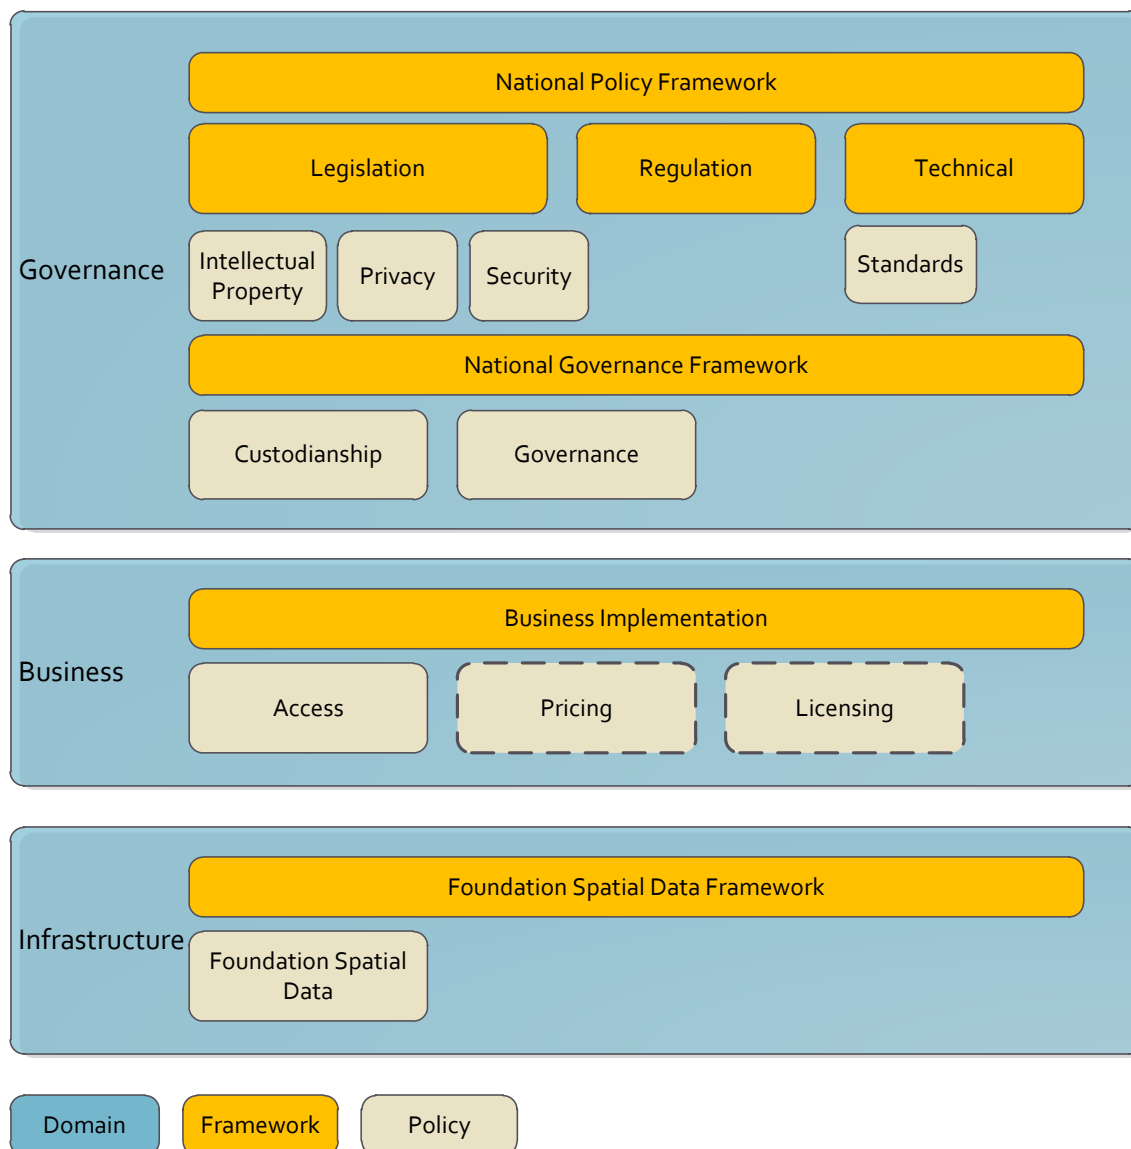 National Policy Framework
Legislation
Regulation
Technical
Governance
Intellectual
Property
Privacy
Security
Standards
National Governance Framework
Custodianship
Governance
Business Implementation
Business
Access
Pricing
Licensing
Foundation Spatial Data Framework
Infrastructure
Foundation Spatial
Data
Domain
Framework
Policy